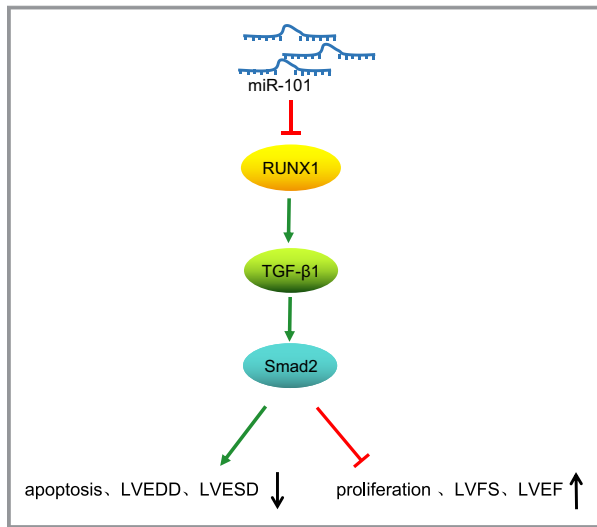 miR-101
RUNX1
TGF-β1
Smad2
apoptosis、LVEDD、LVESD
proliferation 、LVFS、LVEF